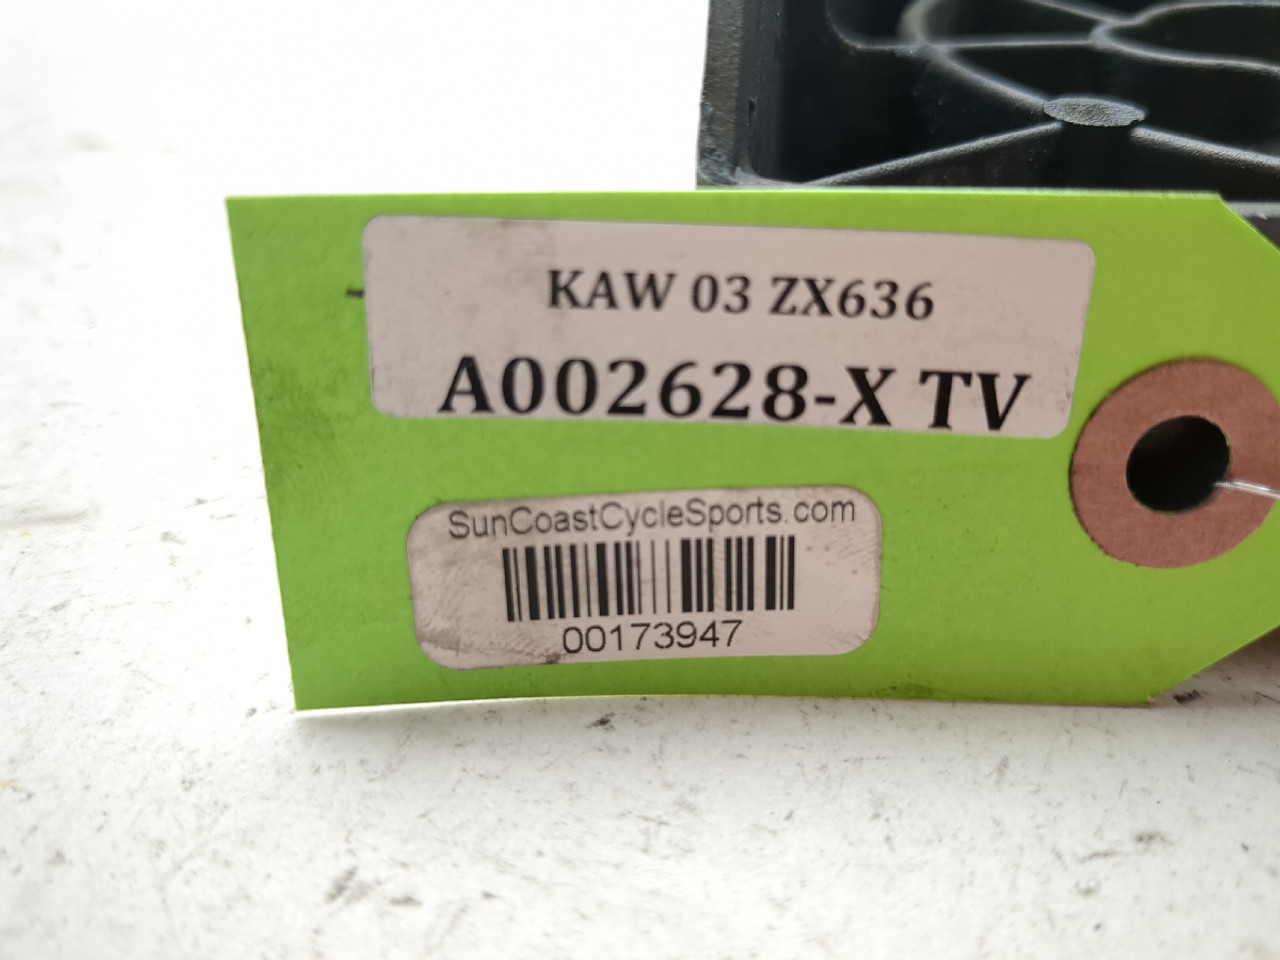 KAW 03 ZX636
A002628-X TV
SunCoastCycleSports.com
00173947